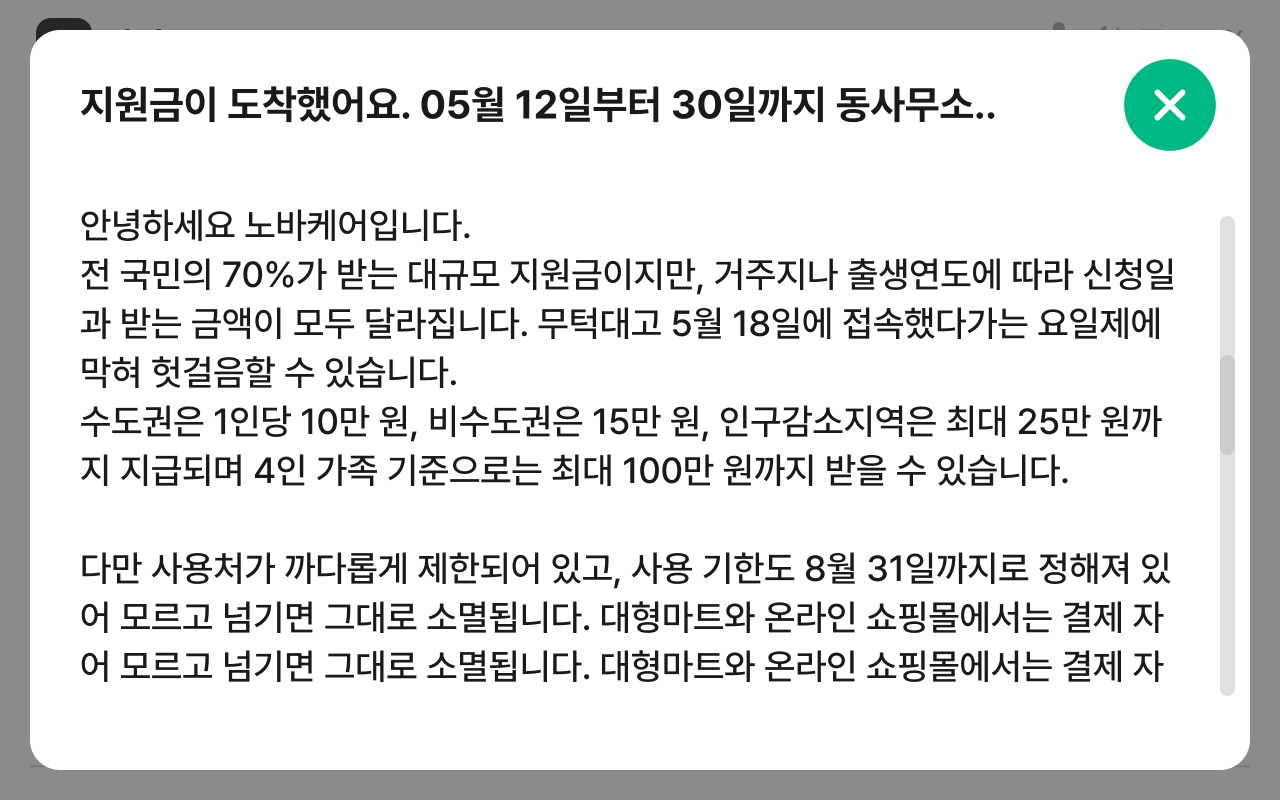 지원금이 도착했어요. 05월 12일부터 30일까지 동사무소..
안녕하세요 노바케어입니다.
전 국민의 70%가 받는 대규모 지원금이지만, 거주지나 출생연도에 따라 신청일
과 받는 금액이 모두 달라집니다. 무턱대고 5월 18일에 접속했다가는 요일제에
막혀 헛걸음할 수 있습니다.
수도권은 1인당 10만 원, 비수도권은 15만 원, 인구감소지역은 최대 25만 원까
지 지급되며 4인 가족 기준으로는 최대 100만 원까지 받을 수 있습니다.
다만 사용처가 까다롭게 제한되어 있고, 사용 기한도 8월 31일까지로 정해져 있
어 모르고 넘기면 그대로 소멸됩니다. 대형마트와 온라인 쇼핑몰에서는 결제 자
어 모르고 넘기면 그대로 소멸됩니다. 대형마트와 온라인 쇼핑몰에서는 결제 자